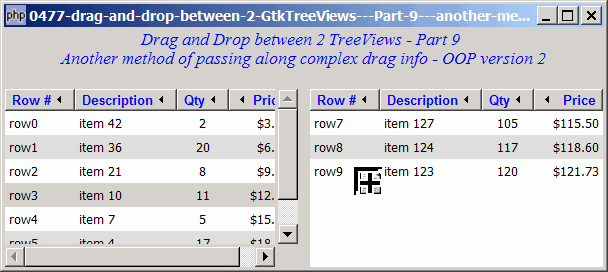 php 0477-drag-and-drop-between-2-GtkTreeViews---Part-9---another-me...
Drag and Drop between 2 TreeViews - Part 9
Another method of passing along complex drag info - OOP version 2
Row # Description Qty Pric
row0 item 42 2 $3.
row1 item 36 20 $6.
row2 item 21 8 $9.
row3 item 10 11 $12.
row4 item 7 5 $15.
row5 item 4 17 $18.
Row # Description Qty Price
row7 item 127 105 $115.50
row8 item 124 117 $118.60
row9 item 123 120 $121.73